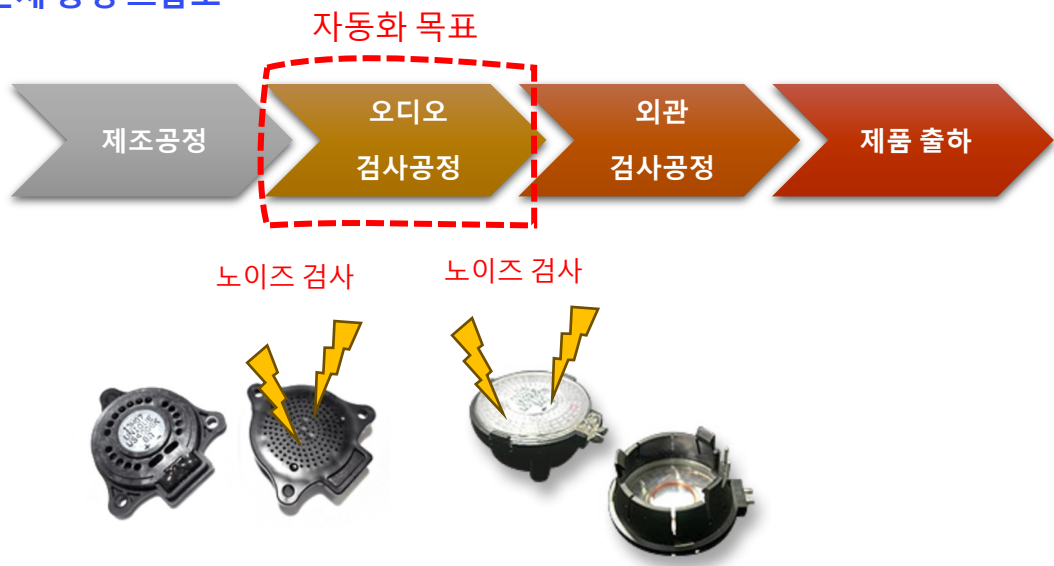 자동화 목표
제조공정
오디오
검사공정
외관
검사공정
제품 출하
노이즈 검사
노이즈 검사